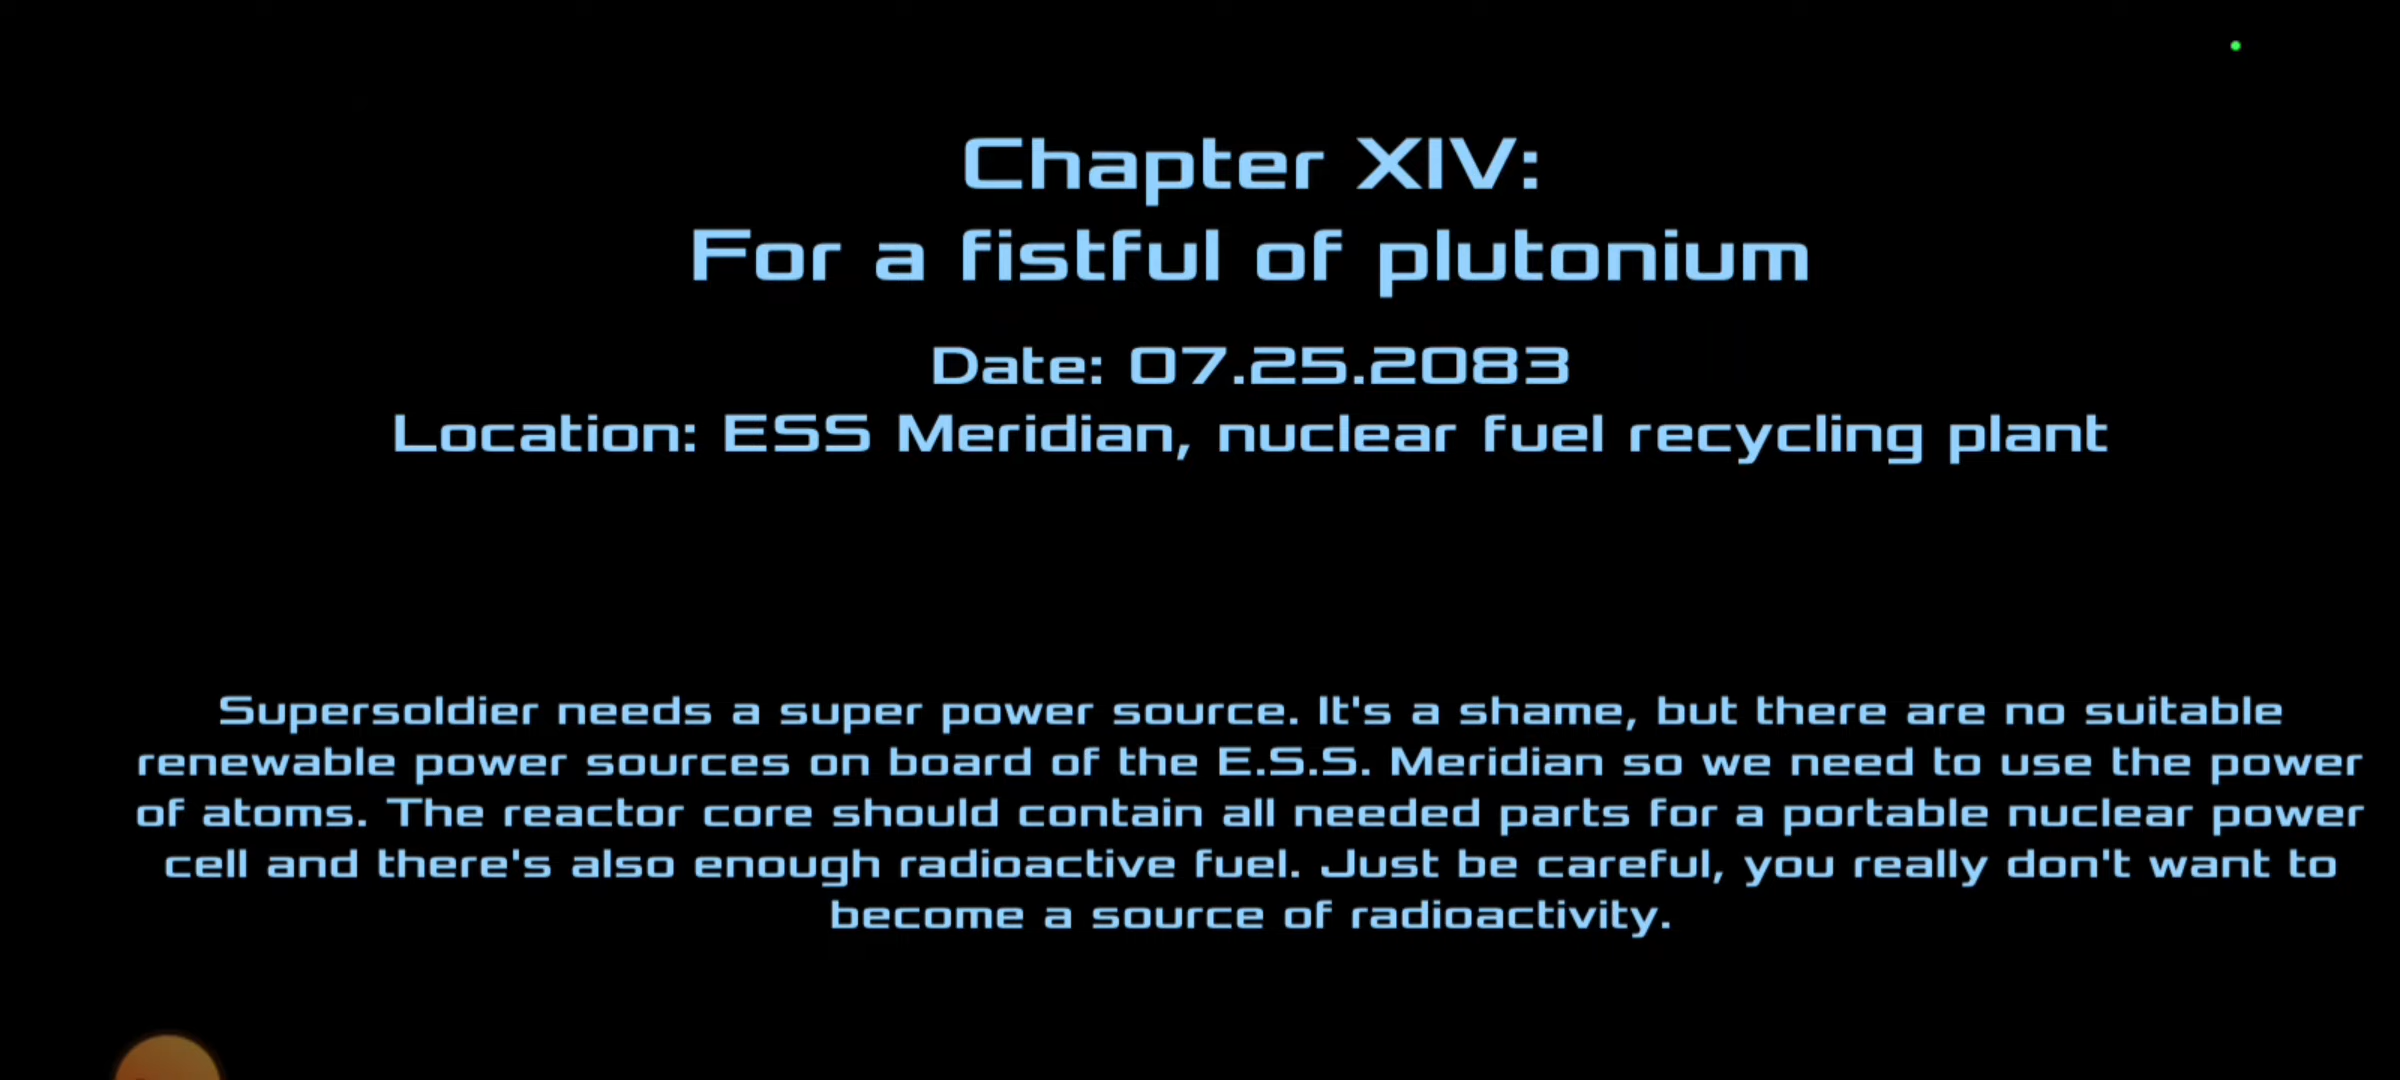 Chapter XIV:
For a fistful of plutonium
Date: 07.25.2083
Location: ESS Meridian, nuclear fuel recycling plant
Supersoldier needs a super power source. It's a shame, but there are no suitable
renewable power sources on board of the E.S.S. Meridian so we need to use the power
of atoms. The reactor core should contain all needed parts for a portable nuclear power
cell and there's also enough radioactive fuel. Just be careful, you really don't want to
become a source of radioactivity.